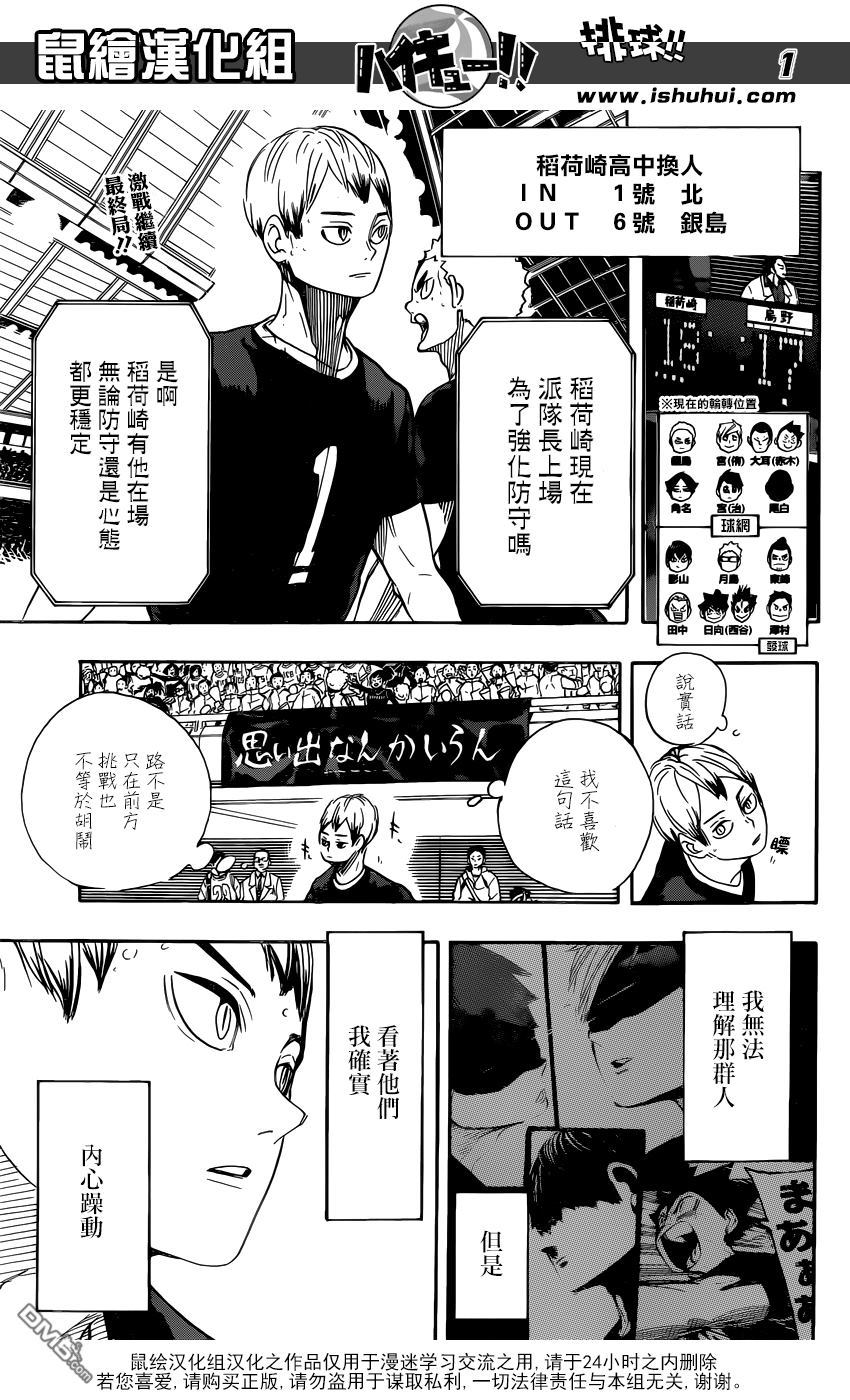 鼠繪漢化組
ハイキュー!!
排球!!
1
www.ishuhui.com
稻荷崎高中換人
IN 1號 北
OUT 6號 銀島
激戰繼續
最終局!!
稻荷崎
烏野
18
17
※現在的輪轉位置
銀島 宮(侑) 大耳(赤木)
角名 宮(治) 尾白
球網
影山 月島 東峰
田中 日向(西谷) 澤村
發球
稻荷崎現在
派隊長上場
為了強化防守嗎
是啊
稻荷崎有他在場
無論防守還是心態
都更穩定
1
說實話
瞟
思い出なんかいらん
我不喜歡
這句話
路不是
只在前方
挑戰也
不等於胡鬧
我無法
理解那群人
まあぁぁ
但是
看著他們
我確實
內心躁動
DM5.com
鼠绘汉化组汉化之作品仅用于漫迷学习交流之用, 请于24小时之内删除
若您喜爱, 请购买正版, 请勿用于谋取私利, 一切法律责任与本组无关, 谢谢。